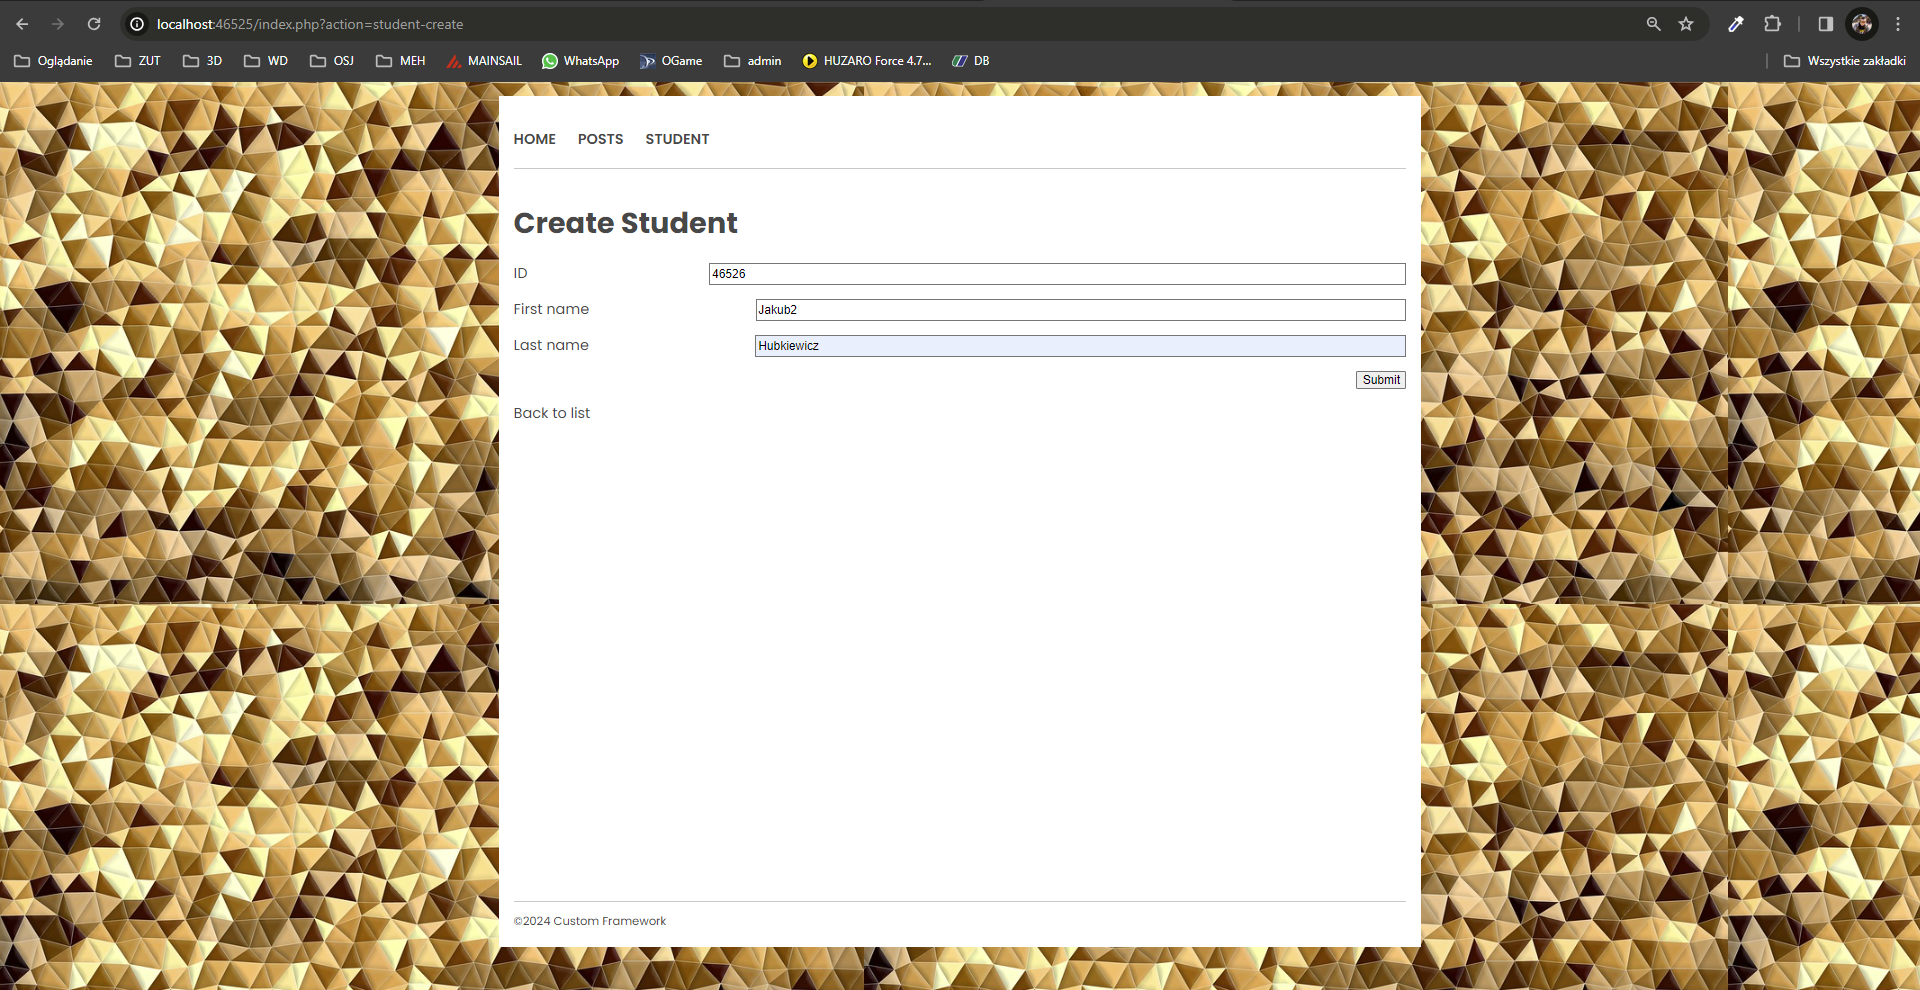 localhost:46525/index.php?action=student-create
Oglądanie ZUT 3D WD OSJ MEH MAINSAIL WhatsApp OGame admin HUZARO Force 4.7... DB Wszystkie zakładki
HOME POSTS STUDENT
Create Student
ID 46526
First name Jakub2
Last name Hubkiewicz
Submit
Back to list
©2024 Custom Framework